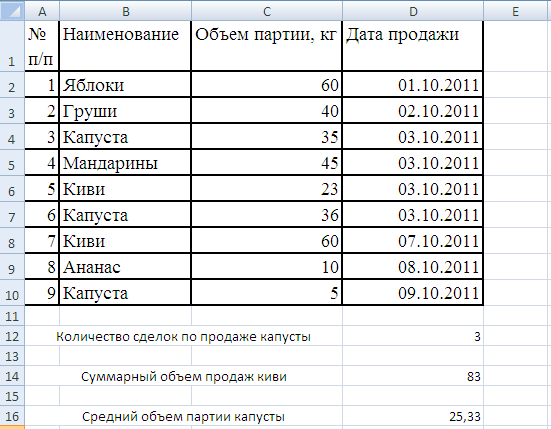 A B C D E
1 № п/п Наименование Объем партии, кг Дата продажи
2 1 Яблоки 60 01.10.2011
3 2 Груши 40 02.10.2011
4 3 Капуста 35 03.10.2011
5 4 Мандарины 45 03.10.2011
6 5 Киви 23 03.10.2011
7 6 Капуста 36 03.10.2011
8 7 Киви 60 07.10.2011
9 8 Ананас 10 08.10.2011
10 9 Капуста 5 09.10.2011
11
12 Количество сделок по продаже капусты 3
13
14 Суммарный объем продаж киви 83
15
16 Средний объем партии капусты 25,33